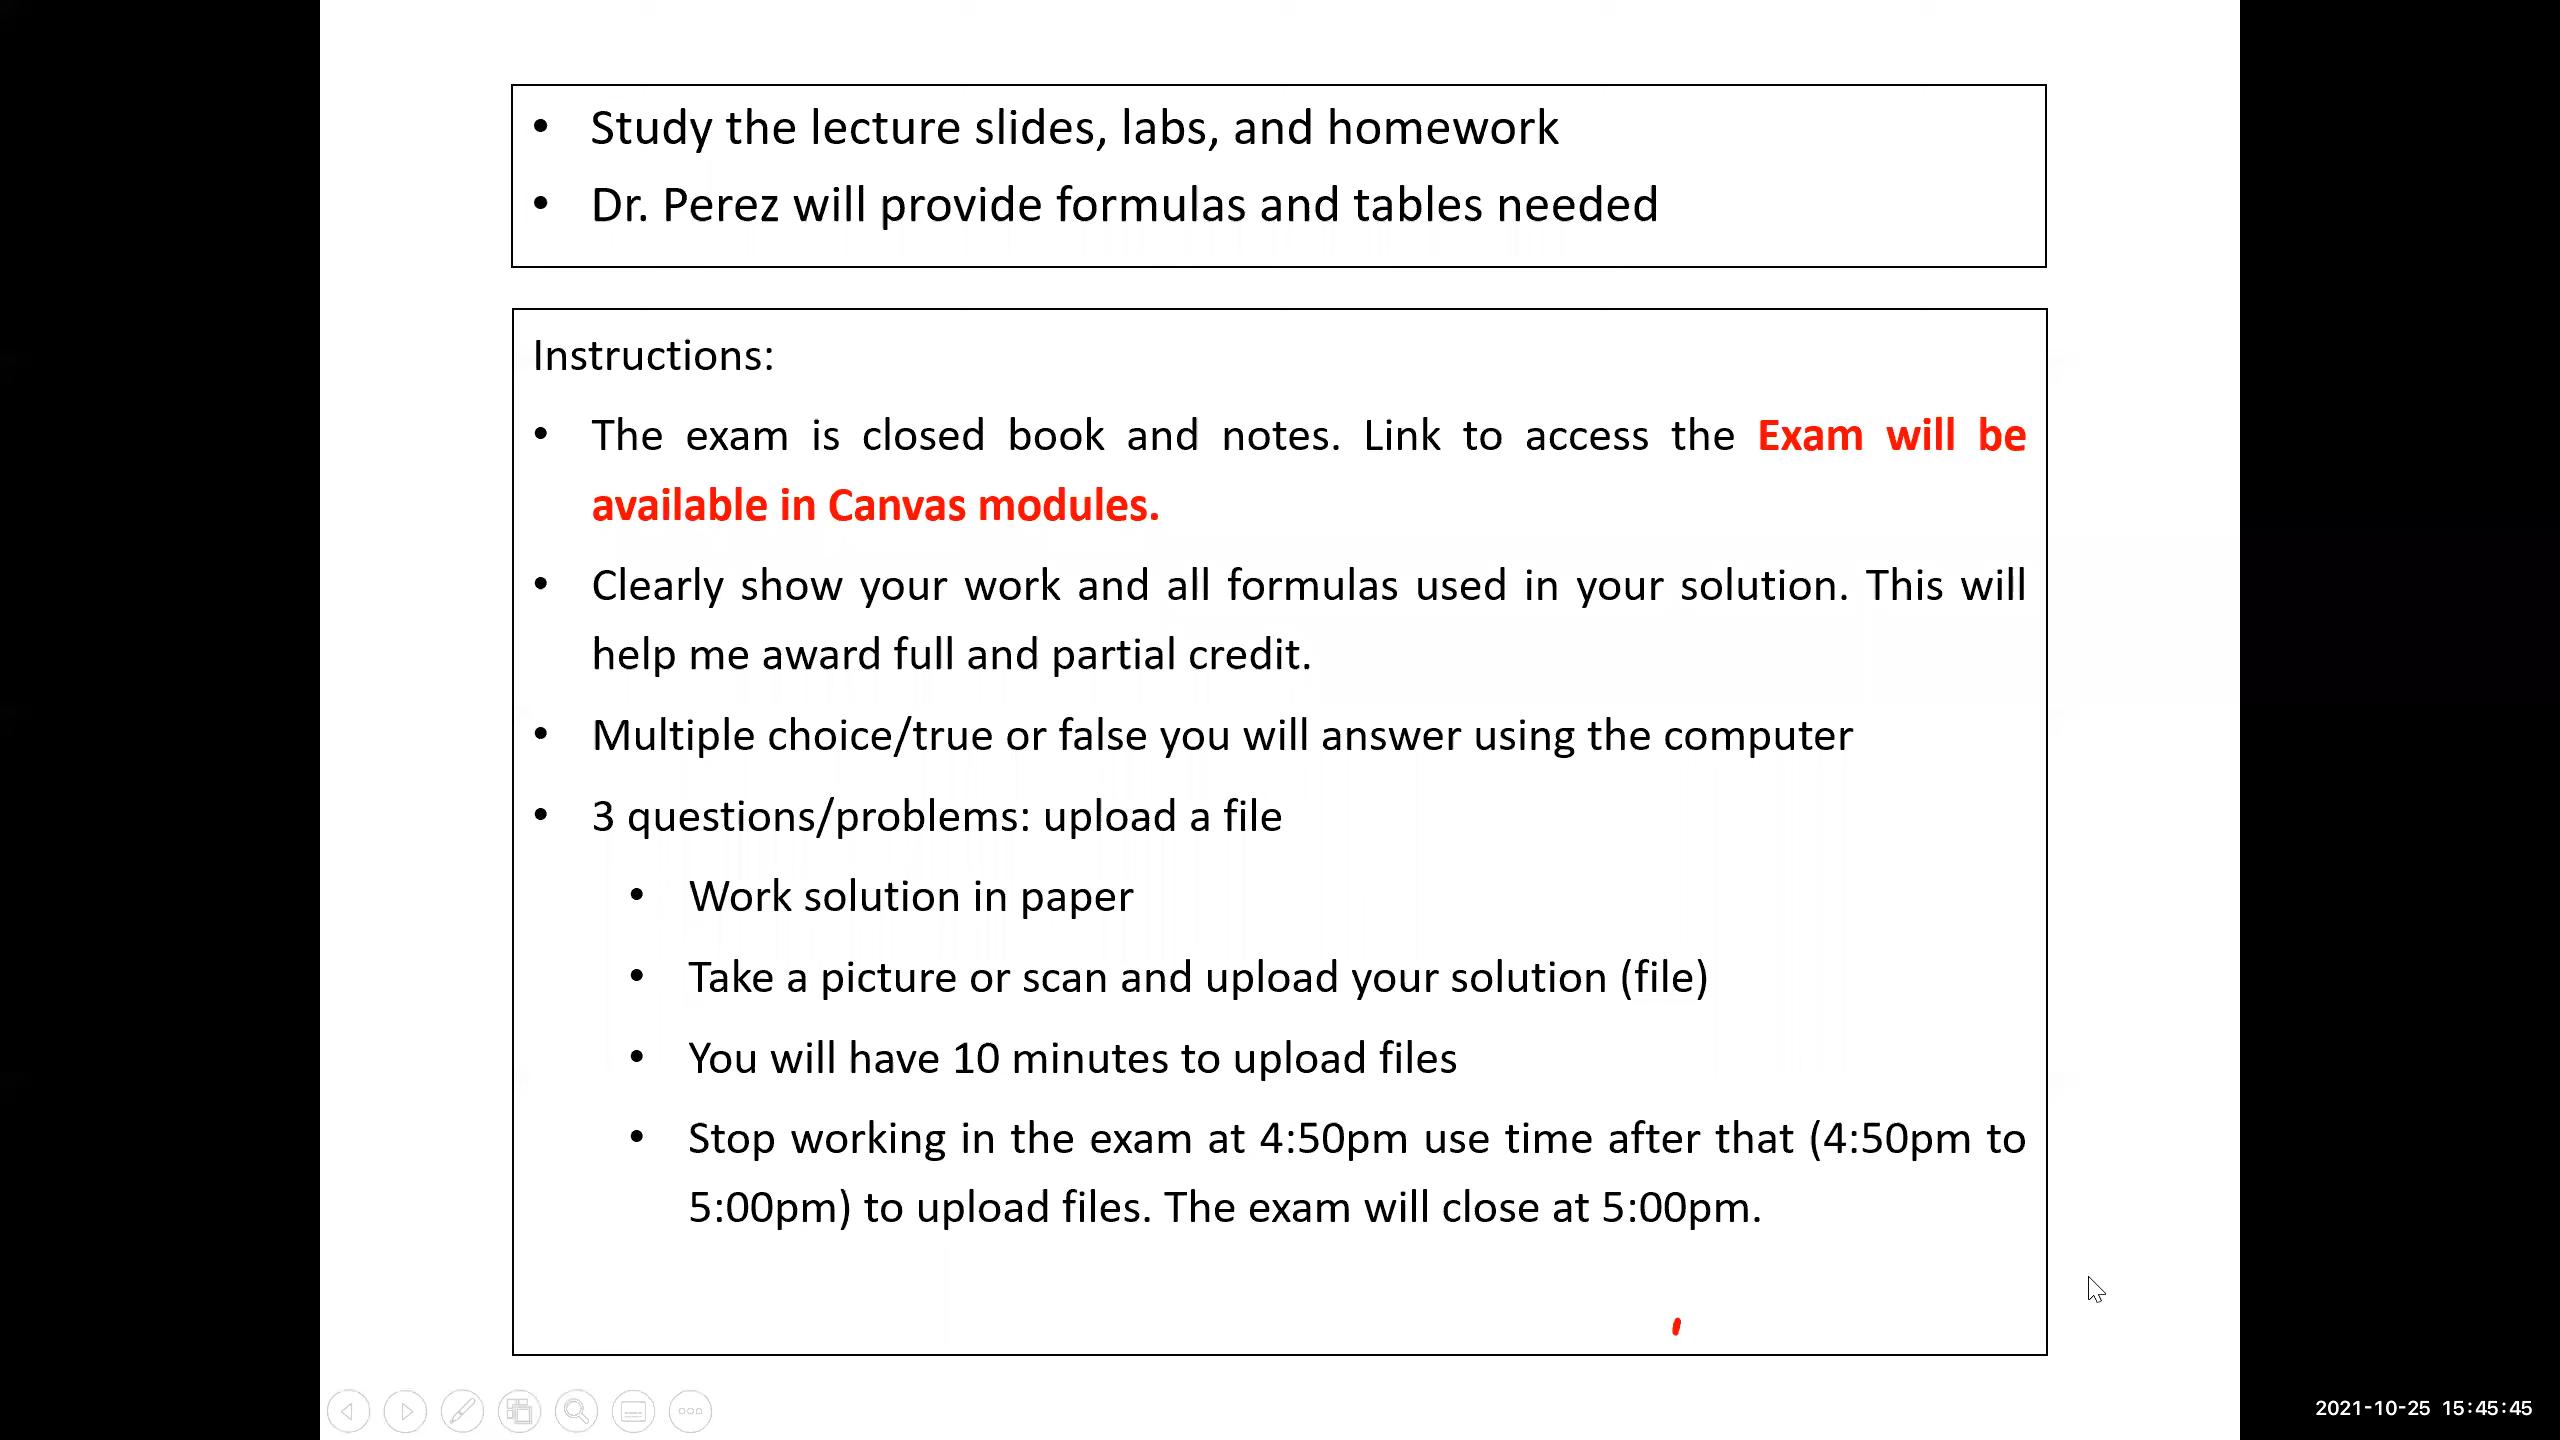 • Study the lecture slides, labs, and homework
• Dr. Perez will provide formulas and tables needed
Instructions:
• The exam is closed book and notes. Link to access the Exam will be
available in Canvas modules.
• Clearly show your work and all formulas used in your solution. This will
help me award full and partial credit.
• Multiple choice/true or false you will answer using the computer
• 3 questions/problems: upload a file
• Work solution in paper
• Take a picture or scan and upload your solution (file)
• You will have 10 minutes to upload files
• Stop working in the exam at 4:50pm use time after that (4:50pm to
5:00pm) to upload files. The exam will close at 5:00pm.
2021-10-25 15:45:45